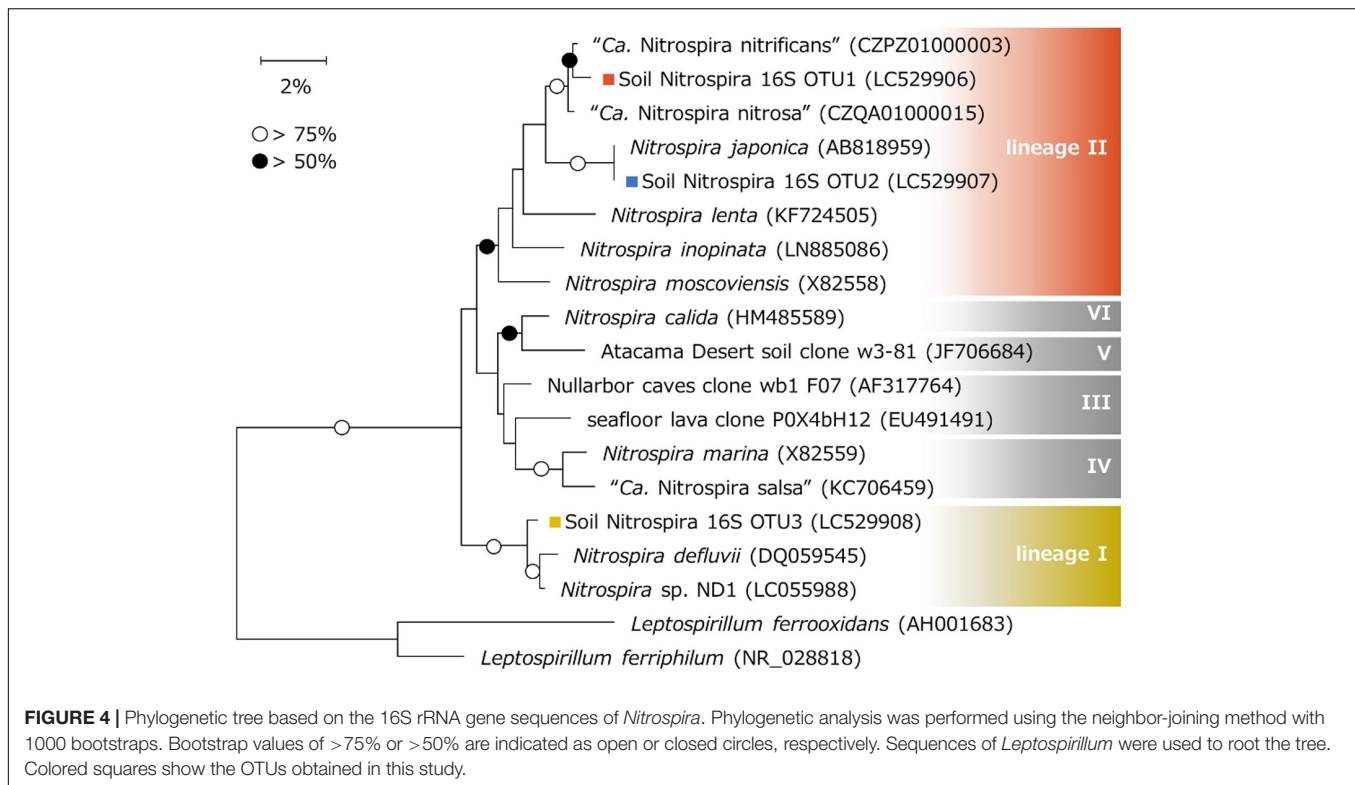 2%
> 75%
> 50%
"Ca. Nitrospira nitrificans" (CZPZ01000003)
Soil Nitrospira 16S OTU1 (LC529906)
"Ca. Nitrospira nitrosa" (CZQA01000015)
Nitrospira japonica (AB818959)
lineage II
Soil Nitrospira 16S OTU2 (LC529907)
Nitrospira lenta (KF724505)
Nitrospira inopinata (LN885086)
Nitrospira moscoviensis (X82558)
Nitrospira calida (HM485589)
VI
Atacama Desert soil clone w3-81 (JF706684)
V
Nullarbor caves clone wb1 F07 (AF317764)
III
seafloor lava clone P0X4bH12 (EU491491)
Nitrospira marina (X82559)
IV
"Ca. Nitrospira salsa" (KC706459)
Soil Nitrospira 16S OTU3 (LC529908)
Nitrospira defluvii (DQ059545)
lineage I
Nitrospira sp. ND1 (LC055988)
Leptospirillum ferrooxidans (AH001683)
Leptospirillum ferriphilum (NR_028818)
FIGURE 4 | Phylogenetic tree based on the 16S rRNA gene sequences of Nitrospira. Phylogenetic analysis was performed using the neighbor-joining method with
1000 bootstraps. Bootstrap values of >75% or >50% are indicated as open or closed circles, respectively. Sequences of Leptospirillum were used to root the tree.
Colored squares show the OTUs obtained in this study.